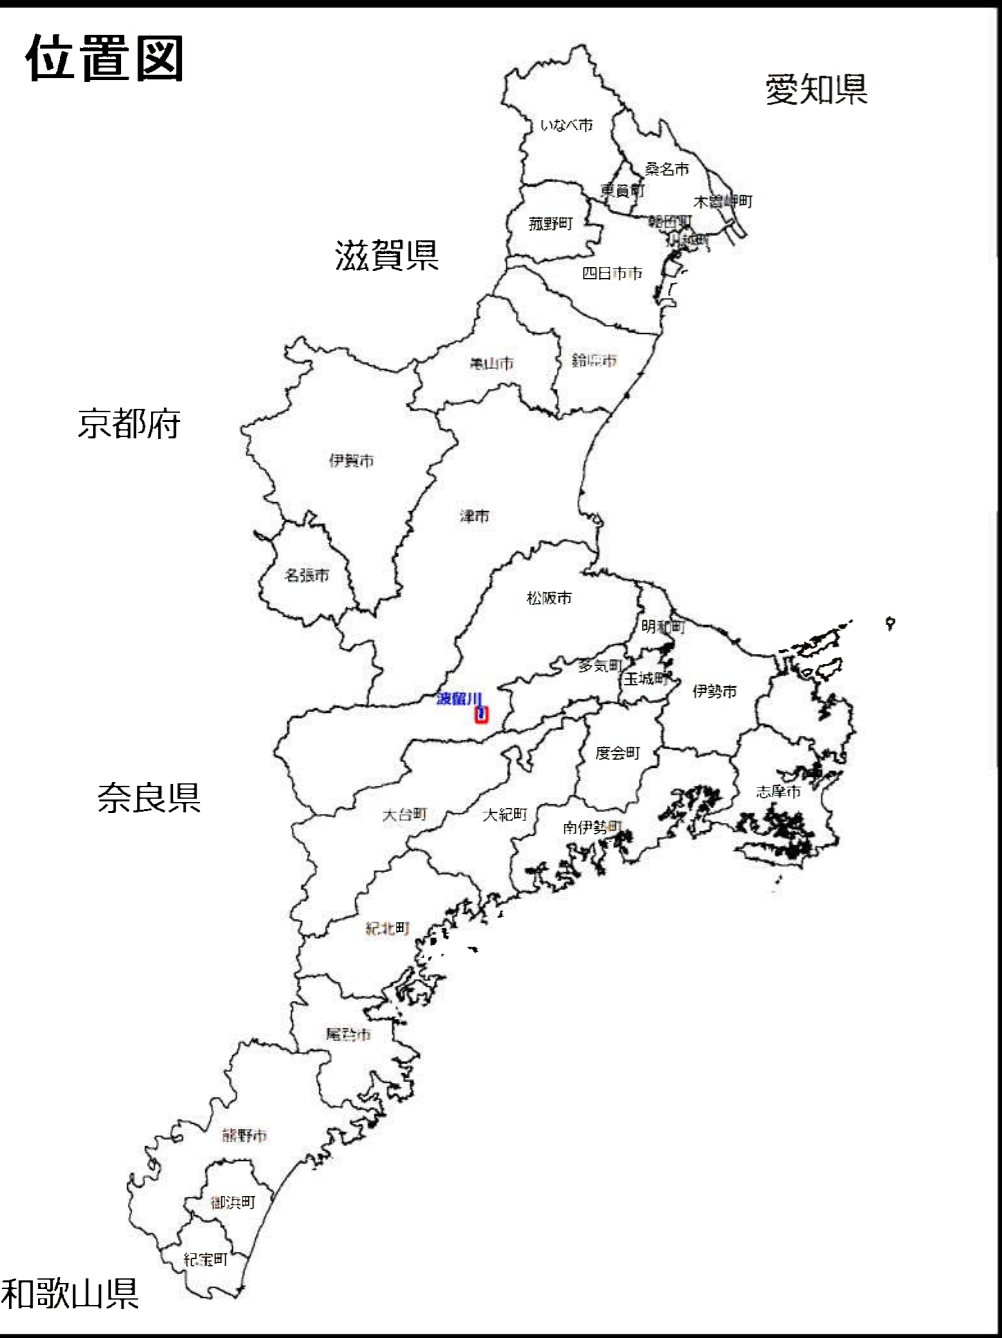 位置図
愛知県
いなべ市
桑名市
東員町
木曽岬町
菰野町
朝日町
川越町
滋賀県
四日市市
亀山市
鈴鹿市
京都府
伊賀市
津市
名張市
松阪市
明和町
多気町
玉城町
伊勢市
波留川
度会町
奈良県
志摩市
大台町
大紀町
南伊勢町
紀北町
尾鷲市
熊野市
御浜町
紀宝町
和歌山県